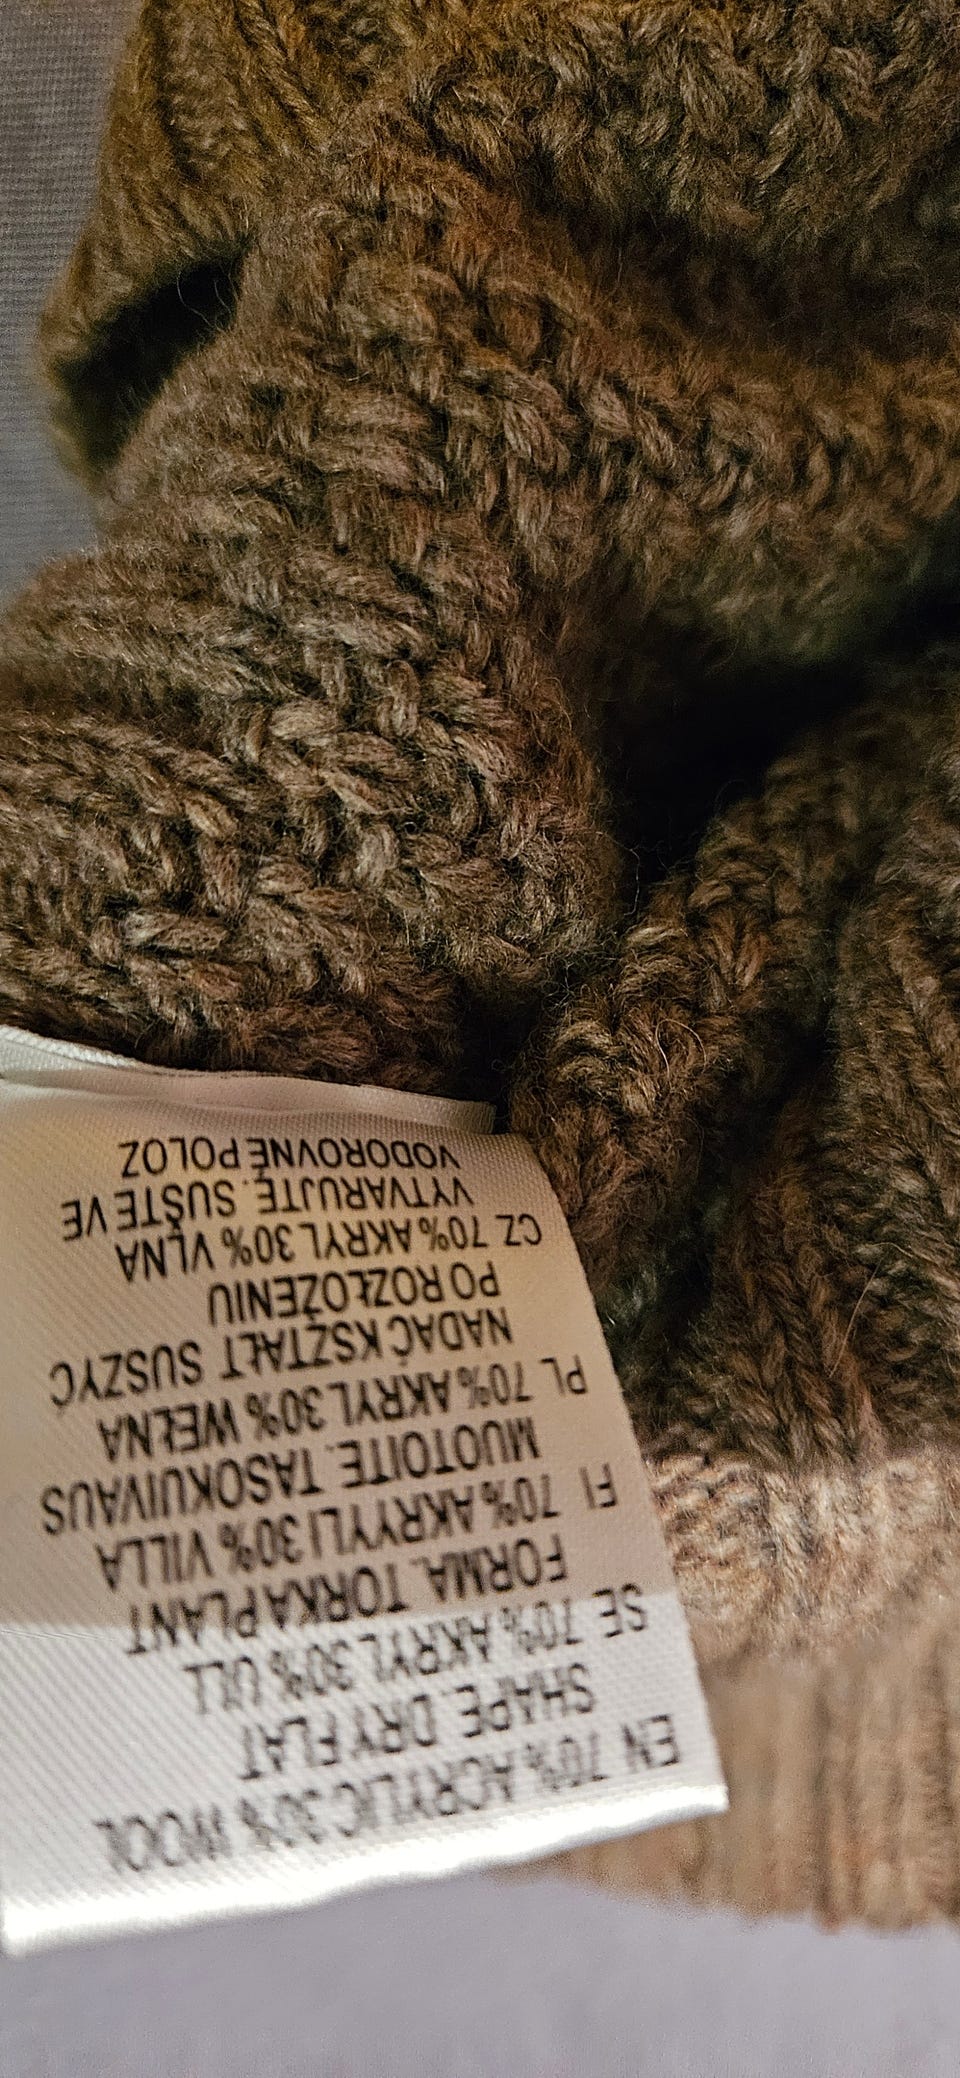 EN 70% ACRYLIC 30% WOOL
SHAPE. DRY FLAT
SE 70% AKRYL 30% ULL
FORMA. TORKA PLANT
FI 70% AKRYYLI 30% VILLA
MUOTOITE. TASOKUIVAUS
PL 70% AKRYL 30% WEŁNA
NADAĆ KSZTAŁT SUSZYĆ
PO ROZŁOŻENIU
CZ 70% AKRYL 30% VLNA
VYTVARUJTE. SUŠTE VE
VODOROVNÉ POLOZ